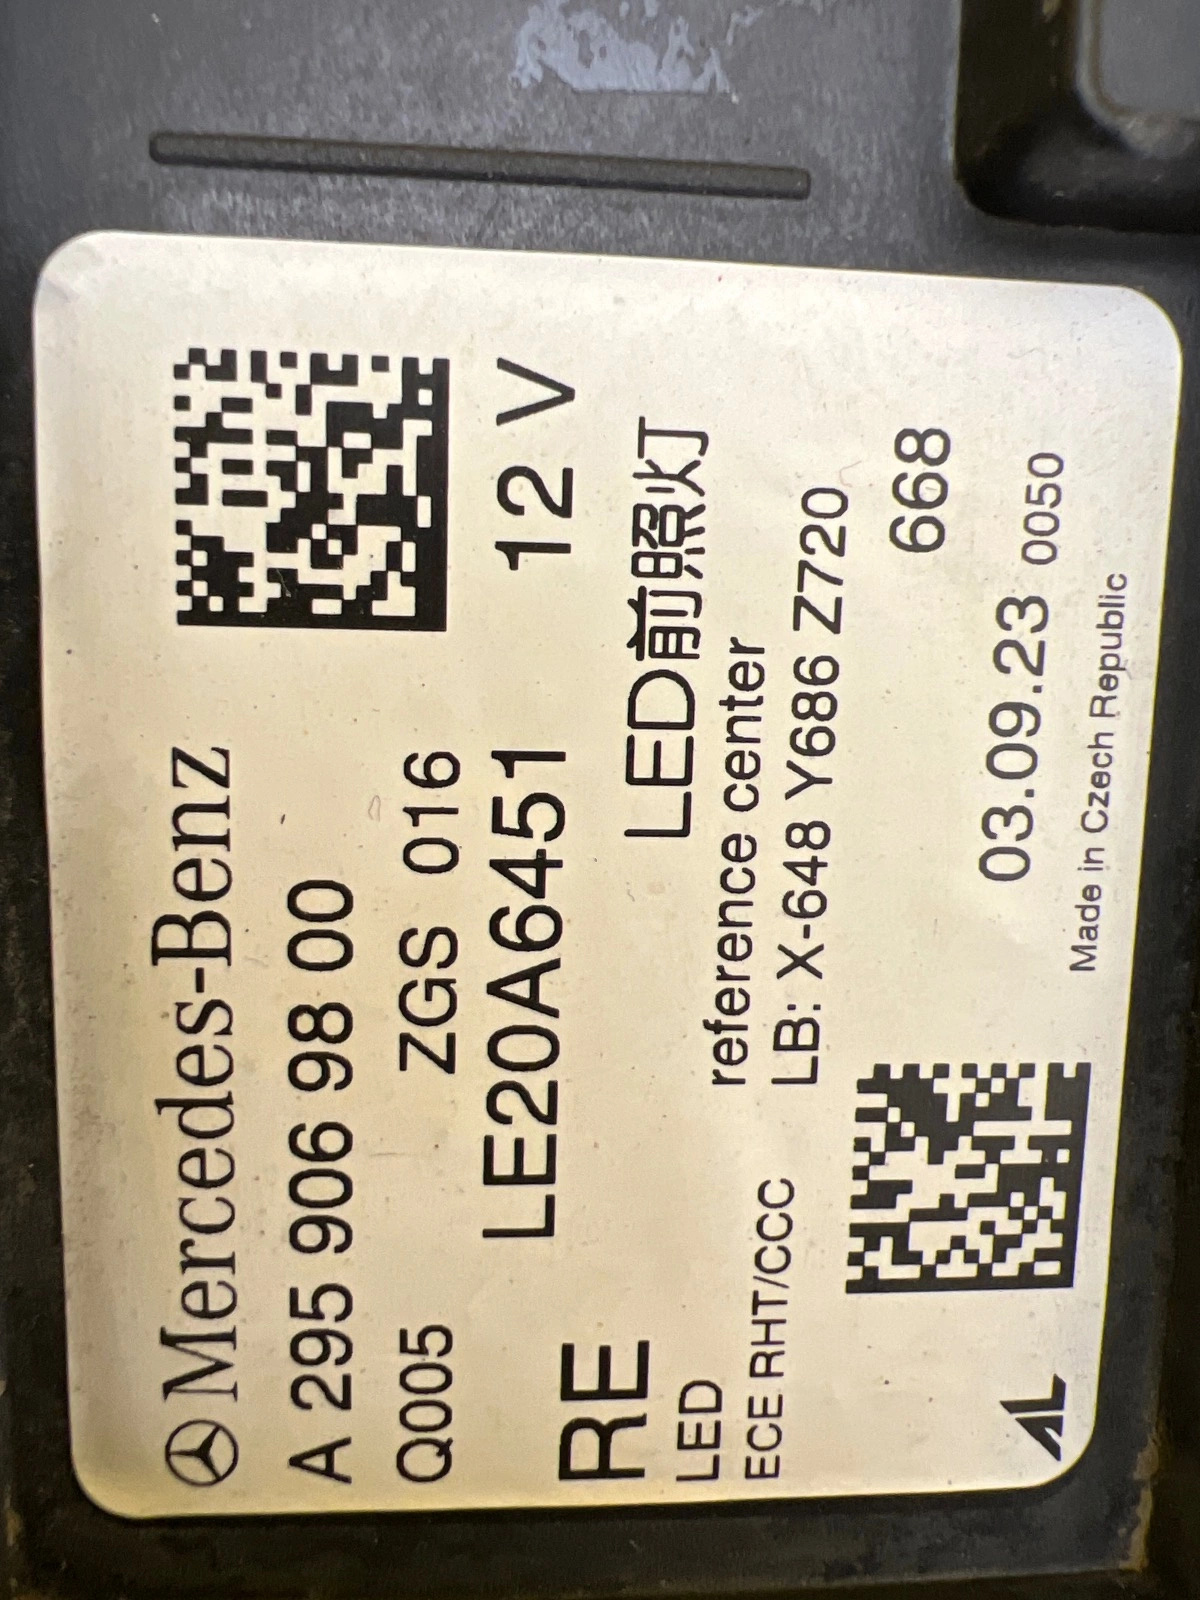 Mercedes-Benz
A 295 906 98 00
Q005 ZGS 016
LE20A6451 12 V
RE
LED LED前照灯
ECE RHT/CCC reference center
LB: X-648 Y686 Z720
668
03.09.23 0050
AL Made in Czech Republic